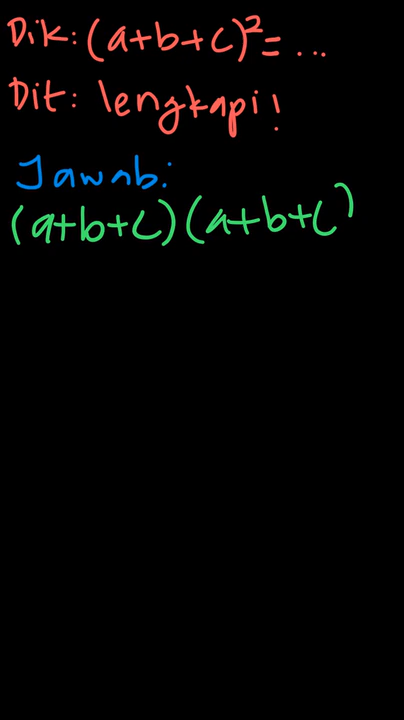 Dik: (a+b+c)²= ...
Dit: lengkapi!
Jawab:
(a+b+c)(a+b+c)